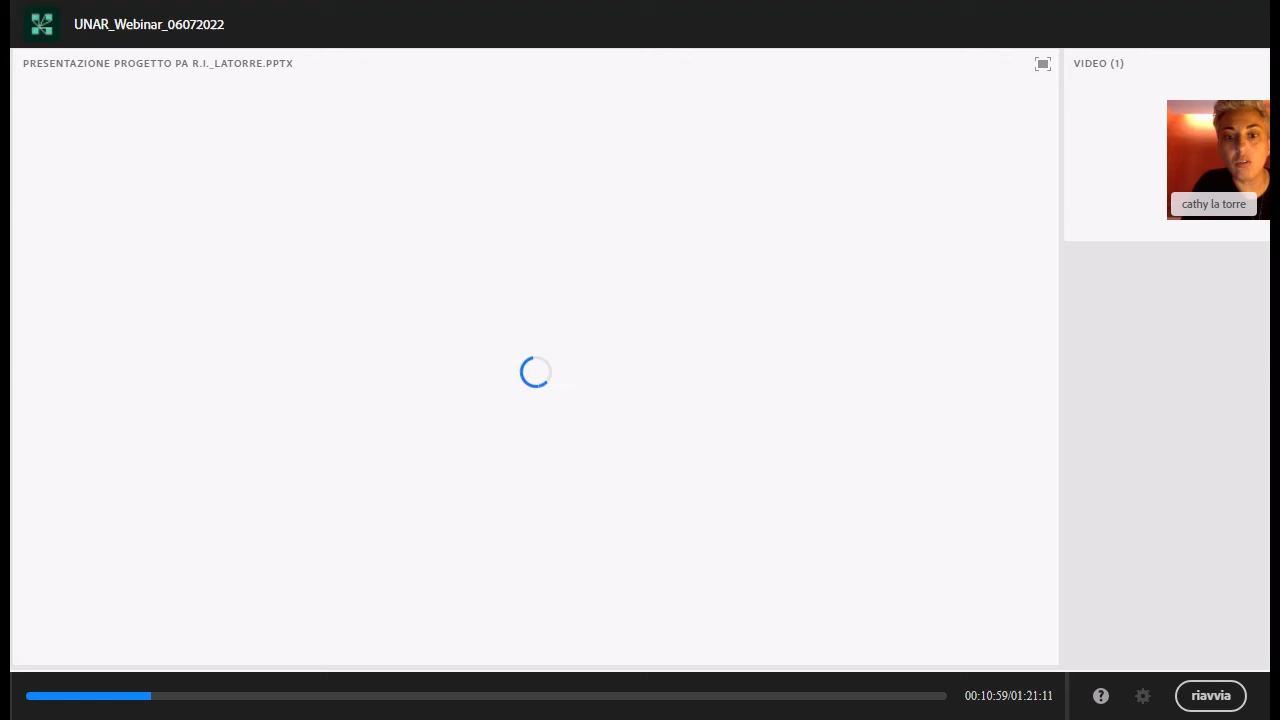 UNAR_Webinar_06072022
PRESENTAZIONE PROGETTO PA R.I._LATORRE.PPTX
VIDEO (1)
cathy la torre
00:10:59/01:21:11
?
riavvia